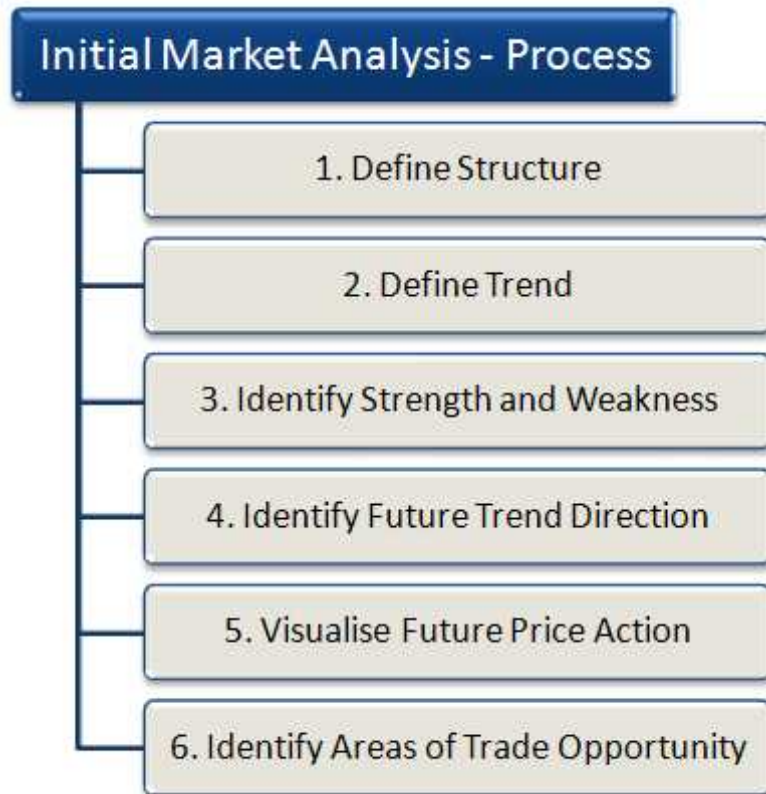 Initial Market Analysis - Process
1. Define Structure
2. Define Trend
3. Identify Strength and Weakness
4. Identify Future Trend Direction
5. Visualise Future Price Action
6. Identify Areas of Trade Opportunity